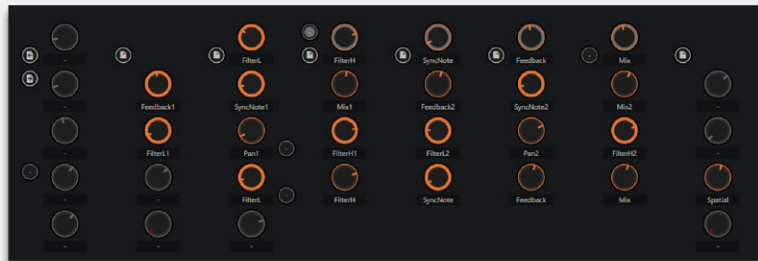 - FilterL FilterH SyncNote Feedback Mix
- Feedback1 SyncNote1 Mix1 Feedback2 SyncNote2 Mix2 -
- FilterL1 Pan1 FilterH1 FilterL2 Pan2 FilterH2 -
- - FilterL FilterH SyncNote Feedback Mix Spatial
- - - -